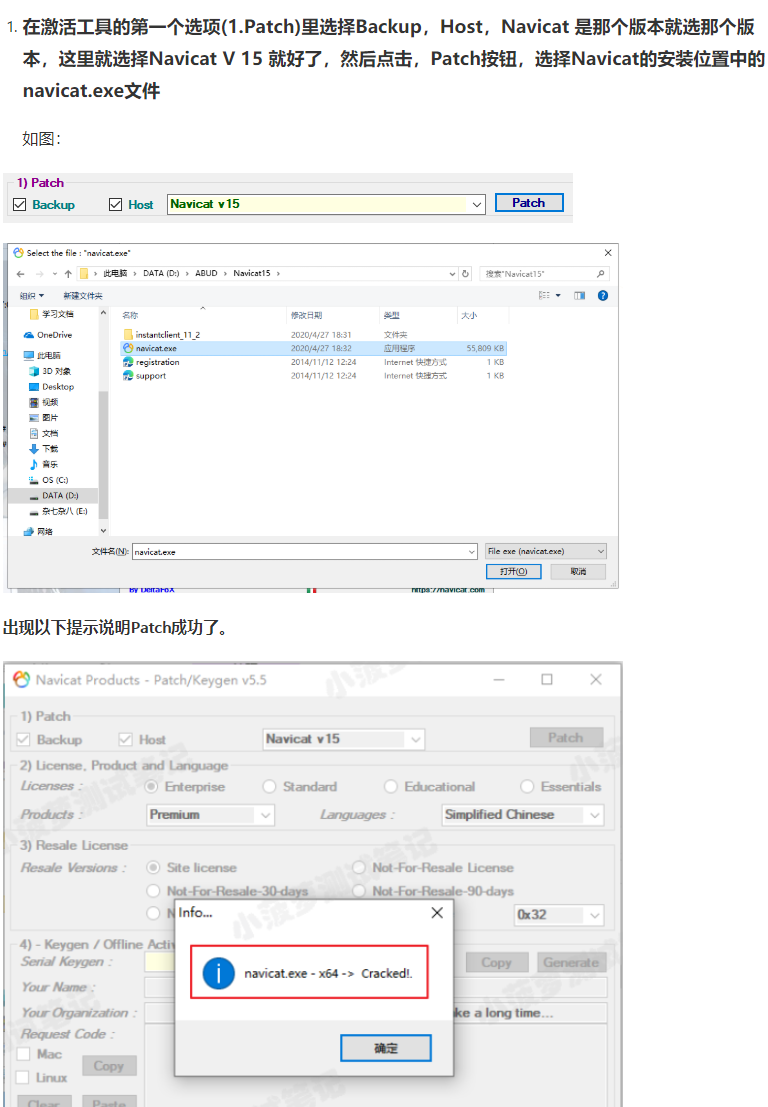 1. 在激活工具的第一个选项(1.Patch)里选择Backup，Host，Navicat 是那个版本就选那个版
本，这里就选择Navicat V 15 就好了，然后点击，Patch按钮，选择Navicat的安装位置中的
navicat.exe文件
如图：
1) Patch
Backup Host Navicat v15 Patch
Select the file : "navicat.exe"
此电脑 › DATA (D:) › ABUD › Navicat15 › 搜索"Navicat15"
组织 新建文件夹
名称 修改日期 类型 大小
学习文档
OneDrive
此电脑
3D 对象
Desktop
视频
图片
文档
下载
音乐
OS (C:)
DATA (D:)
杂七杂八 (E:)
网络
instantclient_11_2 2020/4/27 18:31 文件夹
navicat.exe 2020/4/27 18:32 应用程序 55,809 KB
registration 2014/11/12 12:24 Internet 快捷方式 1 KB
support 2014/11/12 12:24 Internet 快捷方式 1 KB
文件名(N): navicat.exe File exe (navicat.exe)
打开(O) 取消
By DeltaFoX https://navicat.com
出现以下提示说明Patch成功了。
Navicat Products - Patch/Keygen v5.5
1) Patch
Backup Host Navicat v15 Patch
2) License, Product and Language
Licenses : Enterprise Standard Educational Essentials
Products : Premium Languages : Simplified Chinese
3) Resale License
Resale Versions : Site license Not-For-Resale License
Not-For-Resale-30-days Not-For-Resale-90-days
0x32
Info...
navicat.exe - x64 -> Cracked!.
确定
4) - Keygen / Offline
Serial Keygen : Copy Generate
Your Name :
Your Organization : a long time...
Request Code :
Mac
Linux
Copy
Clear Paste
小菠萝测试笔记